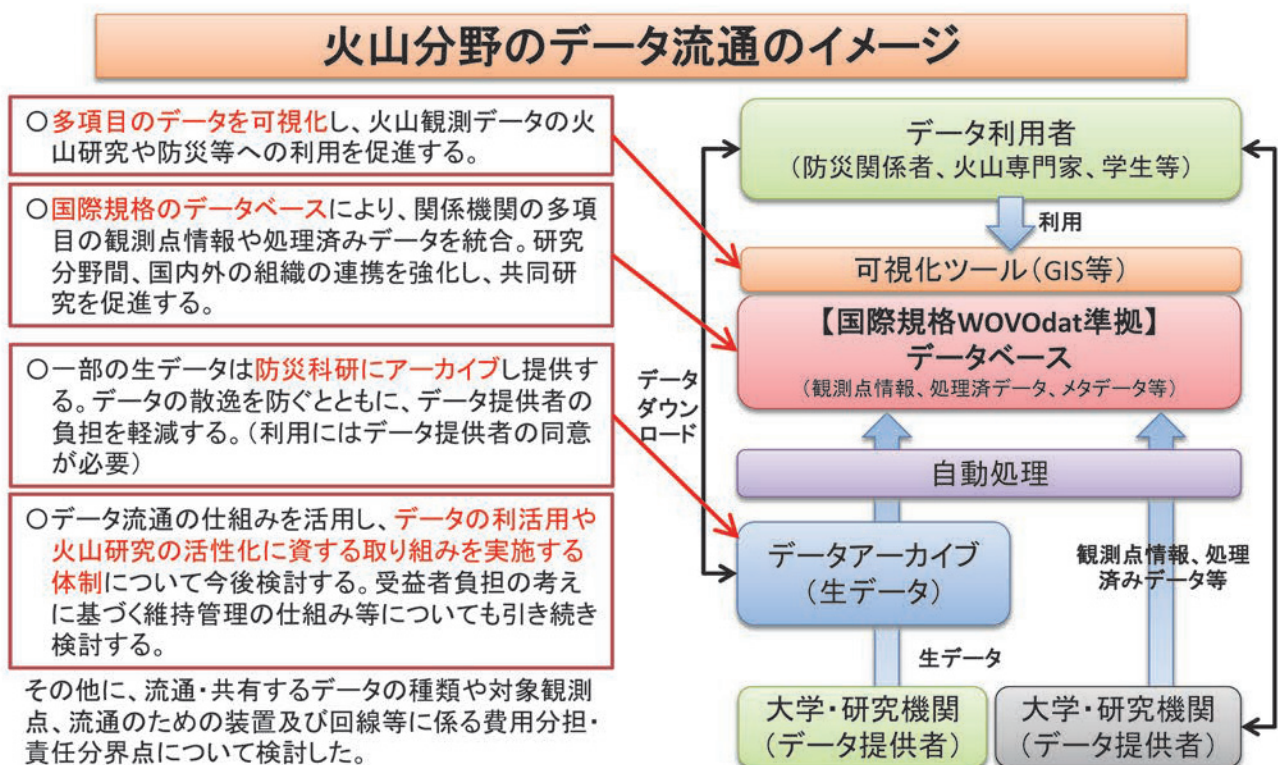 火山分野のデータ流通のイメージ
○多項目のデータを可視化し、火山観測データの火
山研究や防災等への利用を促進する。
○国際規格のデータベースにより、関係機関の多項
目の観測点情報や処理済みデータを統合。研究
分野間、国内外の組織の連携を強化し、共同研
究を促進する。
○一部の生データは防災科研にアーカイブし提供す
る。データの散逸を防ぐとともに、データ提供者の
負担を軽減する。（利用にはデータ提供者の同意
が必要）
○データ流通の仕組みを活用し、データの利活用や
火山研究の活性化に資する取り組みを実施する
体制について今後検討する。受益者負担の考え
に基づく維持管理の仕組み等についても引き続き
検討する。
その他に、流通・共有するデータの種類や対象観測
点、流通のための装置及び回線等に係る費用分担・
責任分界点について検討した。
データ利用者
（防災関係者、火山専門家、学生等）
利用
可視化ツール（GIS等）
【国際規格WOVOdat準拠】
データベース
（観測点情報、処理済データ、メタデータ等）
データ
ダウン
ロード
自動処理
データアーカイブ
（生データ）
観測点情報、処理
済みデータ等
生データ
大学・研究機関
（データ提供者）
大学・研究機関
（データ提供者）